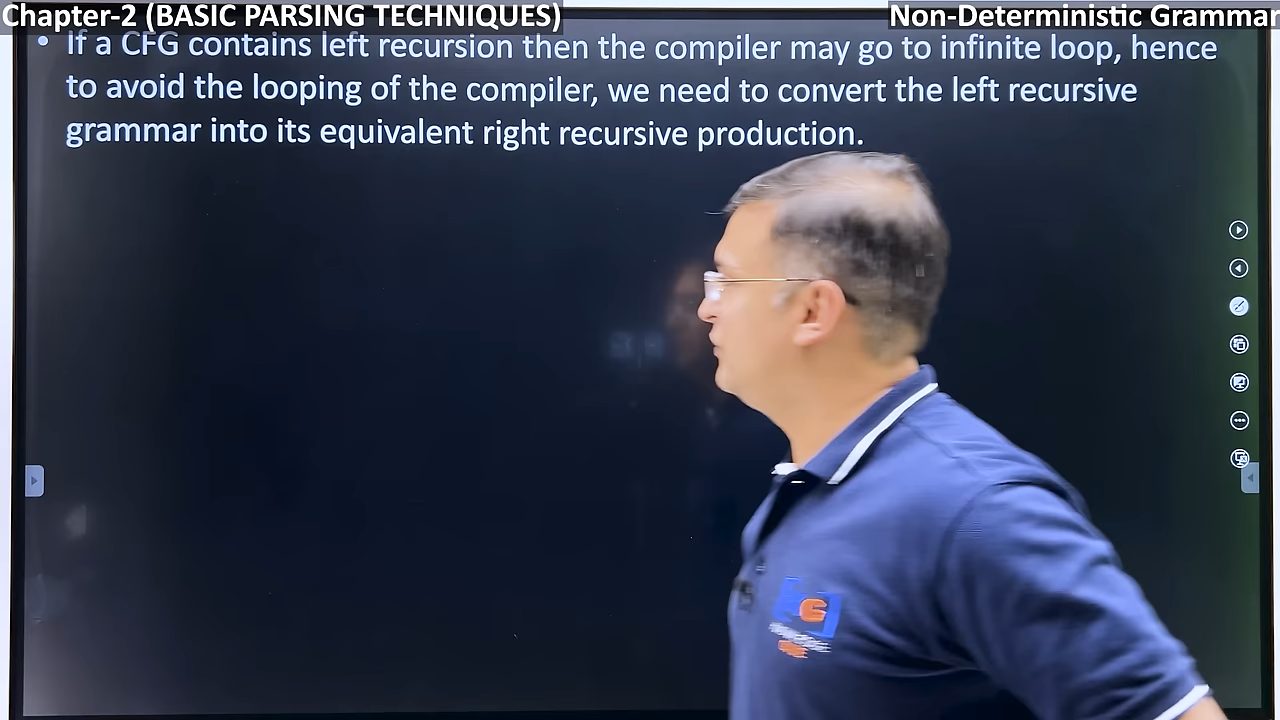 Chapter-2 (BASIC PARSING TECHNIQUES)
Non-Deterministic Grammar
• If a CFG contains left recursion then the compiler may go to infinite loop, hence
to avoid the looping of the compiler, we need to convert the left recursive
grammar into its equivalent right recursive production.